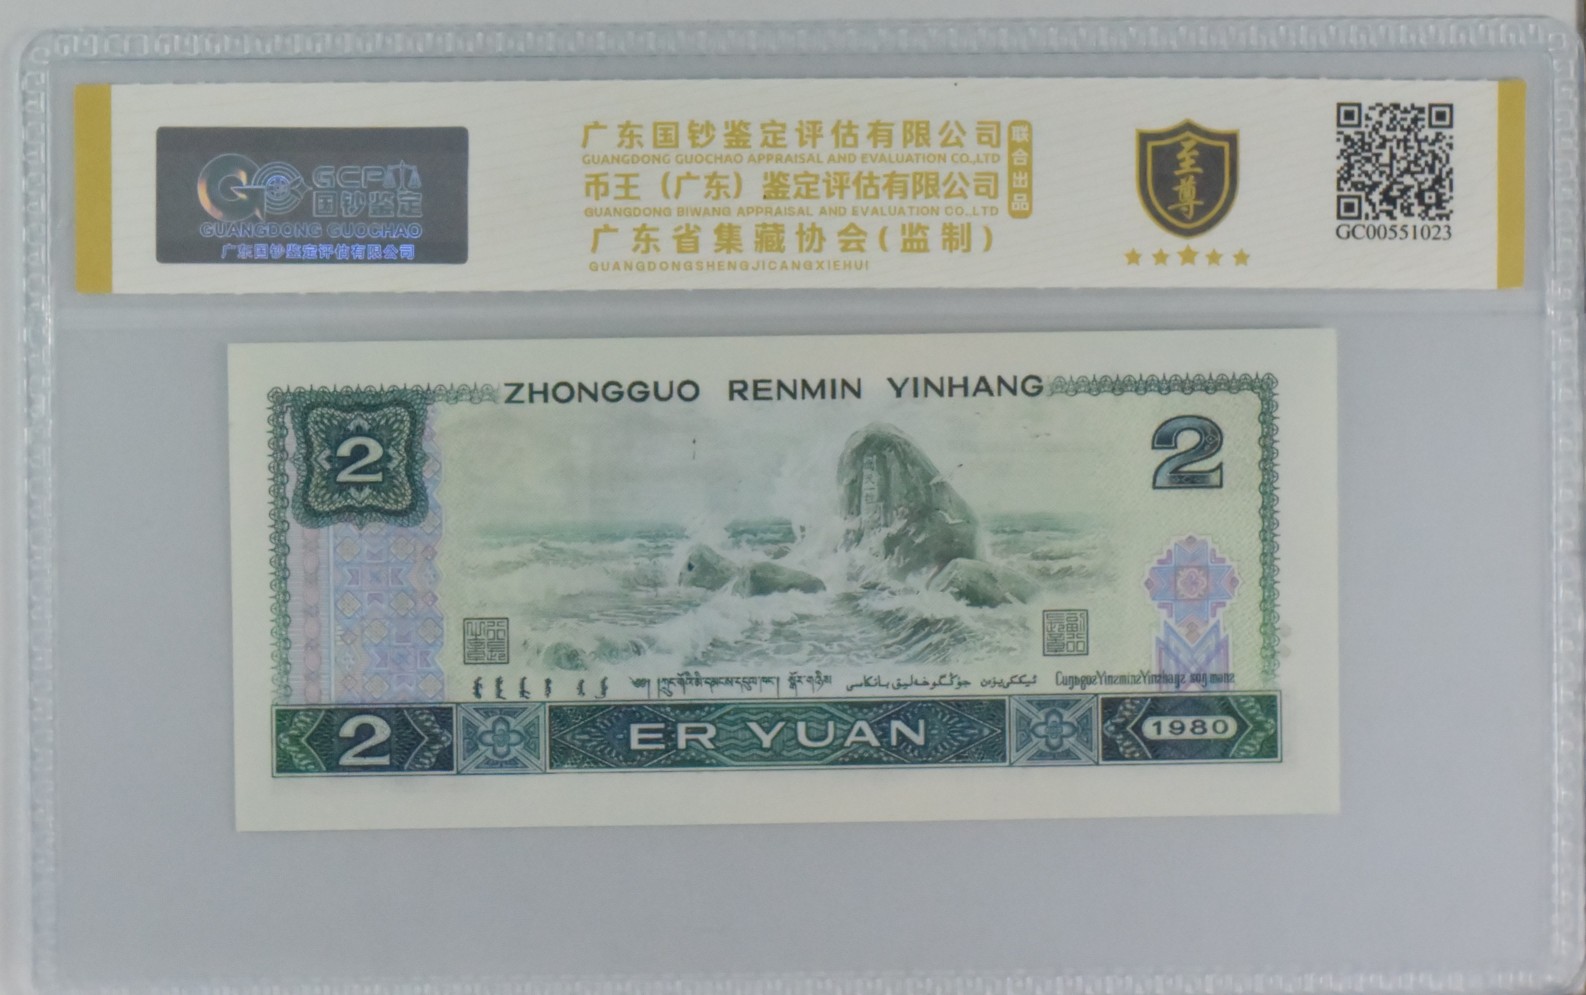 GCP
国钞鉴定
GUANGDONG GUOCHAO
广东国钞鉴定评估有限公司
广东国钞鉴定评估有限公司
GUANGDONG GUOCHAO APPRAISAL AND EVALUATION CO.,LTD
币王（广东）鉴定评估有限公司
GUANGDONG BIWANG APPRAISAL AND EVALUATION CO.,LTD
广东省集藏协会(监制)
GUANGDONGSHENGJICANGXIEHUI
联合出品
至尊
GC00551023
ZHONGGUO RENMIN YINHANG
2
2
2
ER YUAN
1980